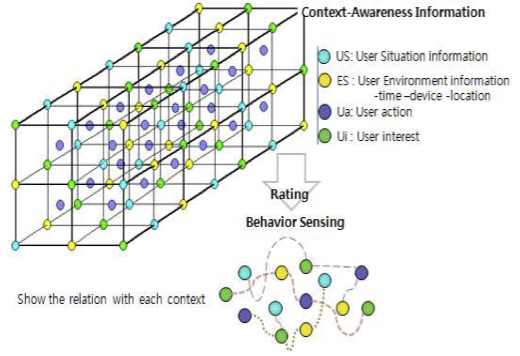 Context-Awareness Information
US: User Situation information
ES : User Environment information
-time –device -location
Ua: User action
Ui : User interest
Rating
Behavior Sensing
Show the relation with each context